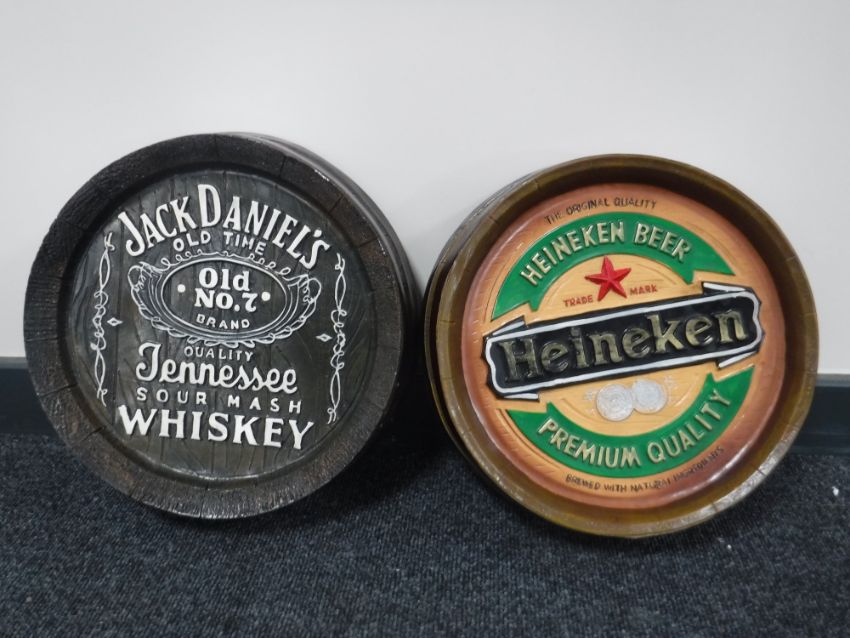 JACK DANIEL'S
OLD TIME
Old
No.7
BRAND
QUALITY
Tennessee
SOUR MASH
WHISKEY
THE ORIGINAL QUALITY
HEINEKEN BEER
TRADE MARK
Heineken
PREMIUM QUALITY
BREWED WITH NATURAL